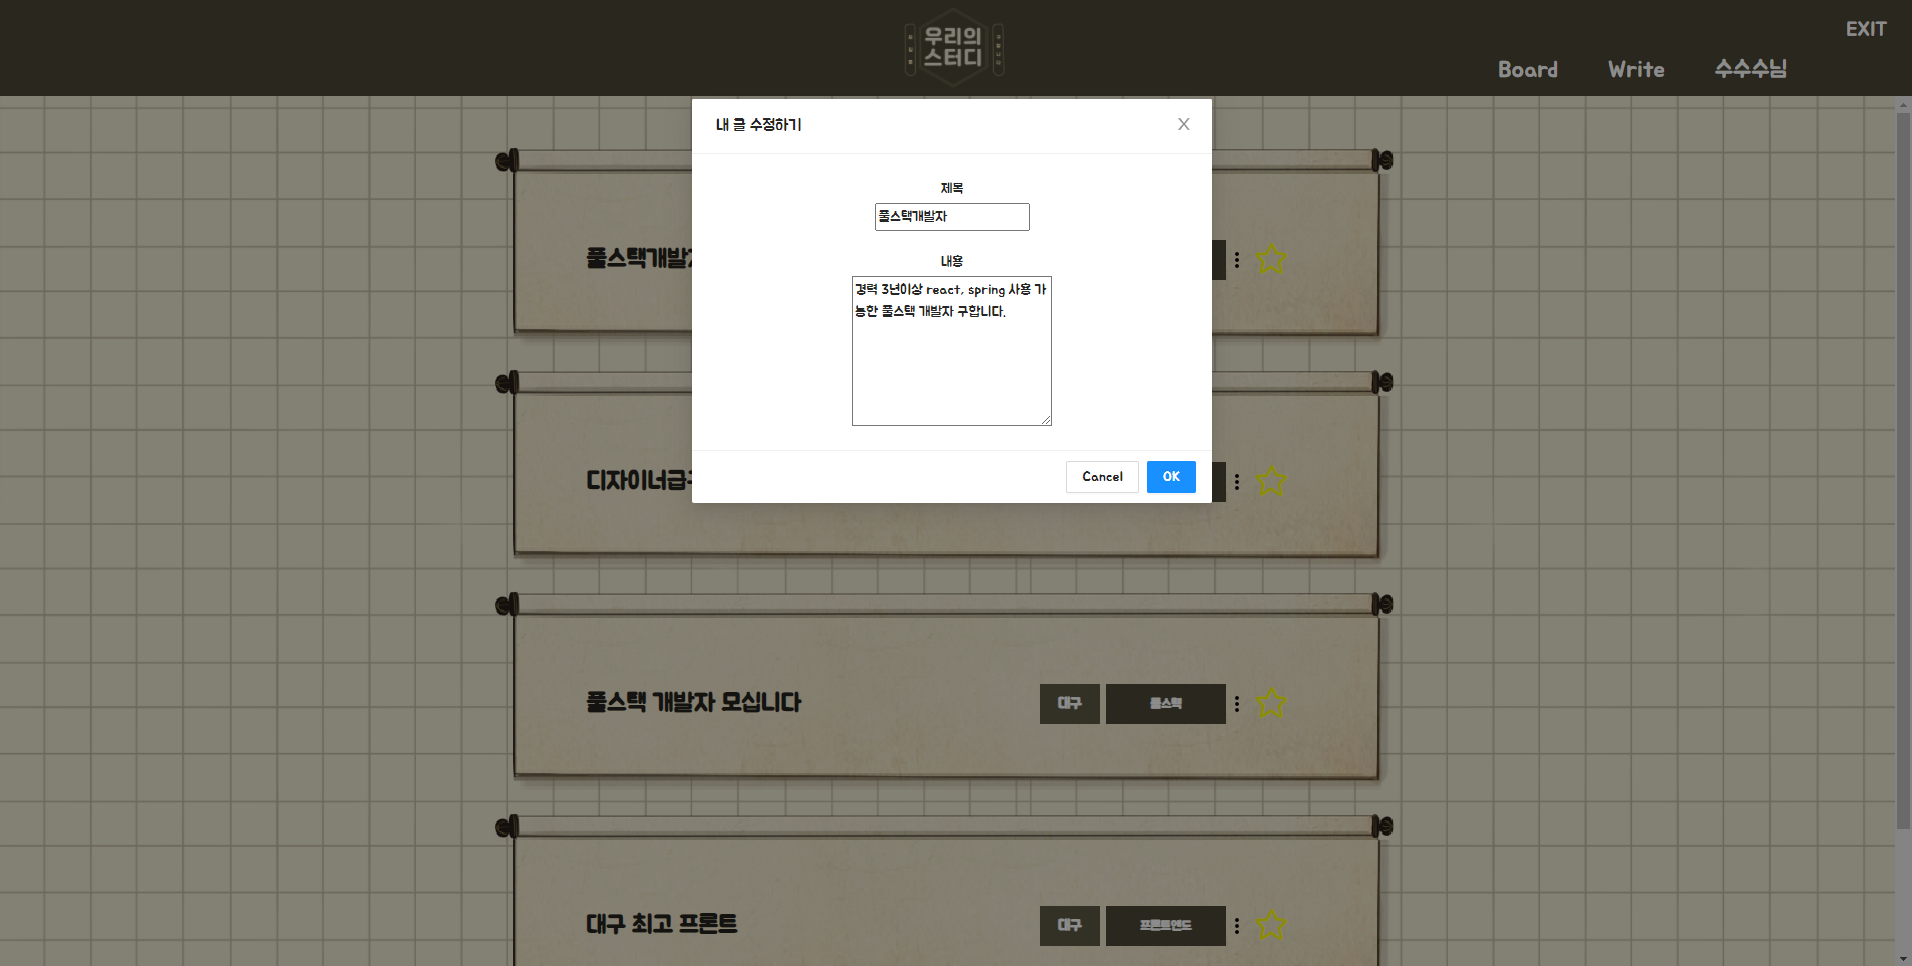 우리의
스터디
EXIT
Board
Write
수수수님
내 글 수정하기
X
제목
풀스택개발자
내용
경력 3년이상 react, spring 사용 가
능한 풀스택 개발자 구합니다.
Cancel
OK
풀스택개발
디자이너급
풀스택 개발자 모십니다
대구
풀스택
대구 최고 프론트
대구
프론트엔드